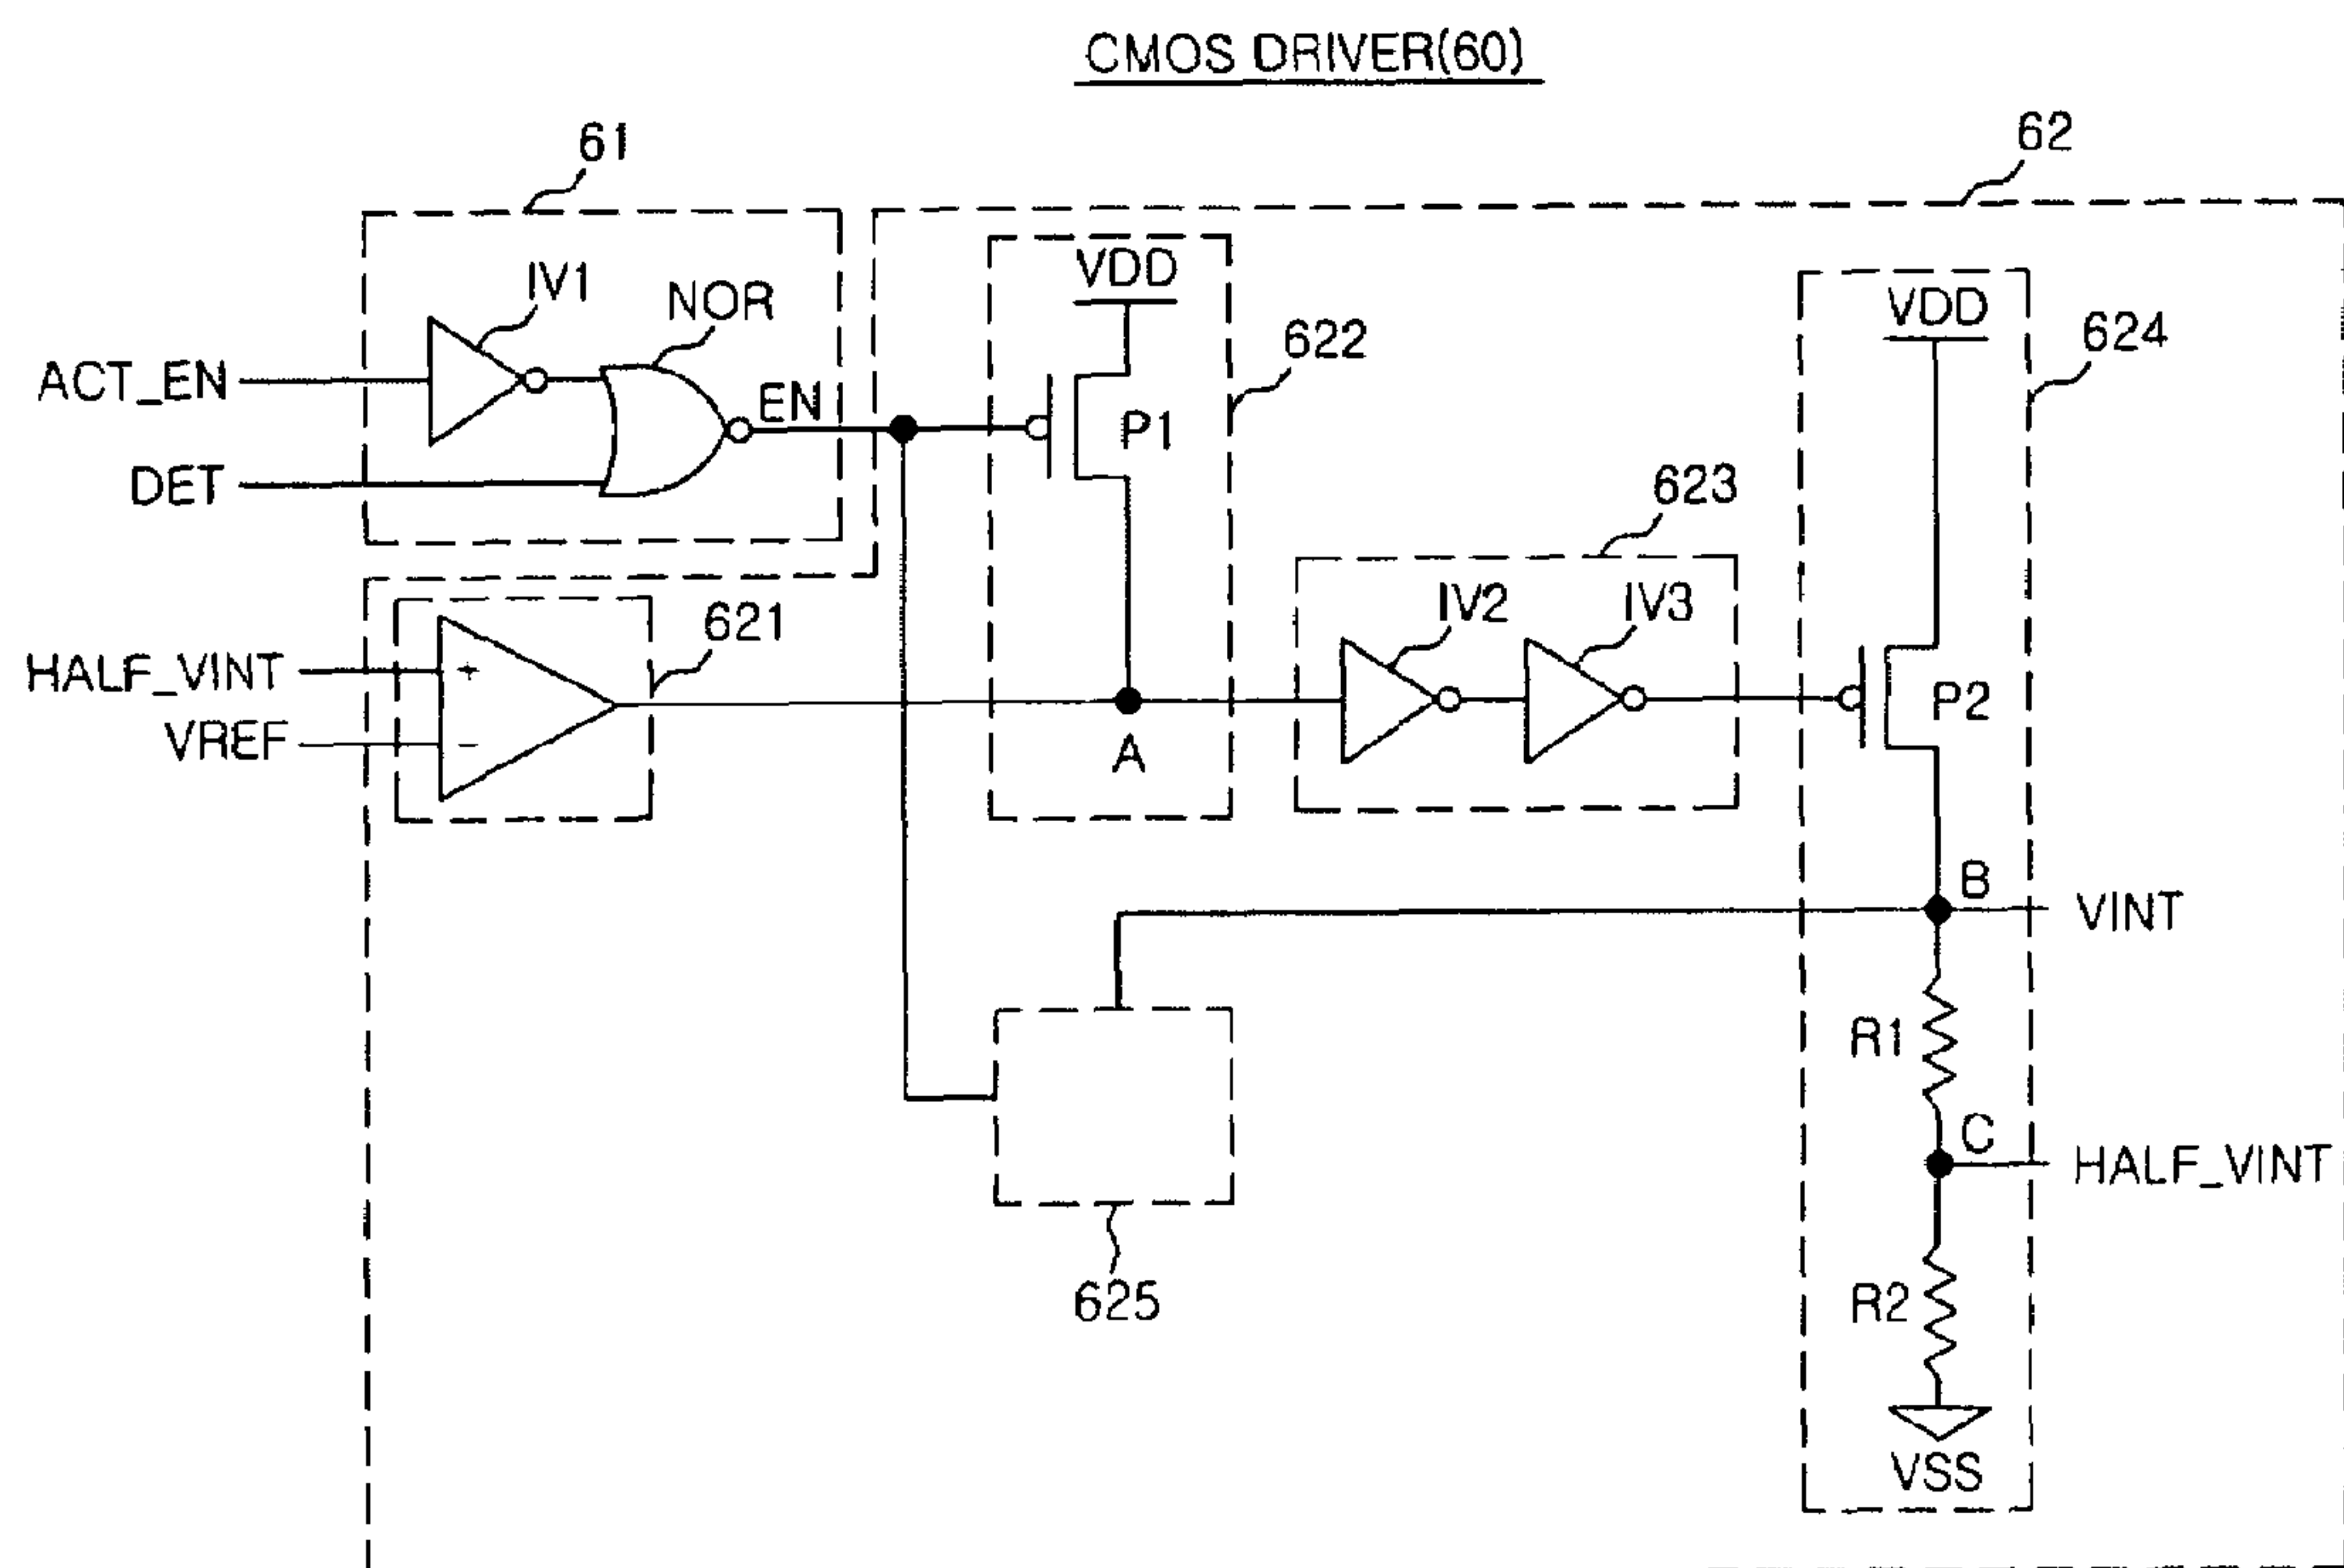 CMOS DRIVER(60)
61
62
IV1
NOR
VDD
VDD
622
624
ACT_EN
EN
P1
DET
623
IV2
IV3
621
HALF_VINT
+
VREF
−
A
P2
B
VINT
R1
C
HALF_VINT
625
R2
VSS